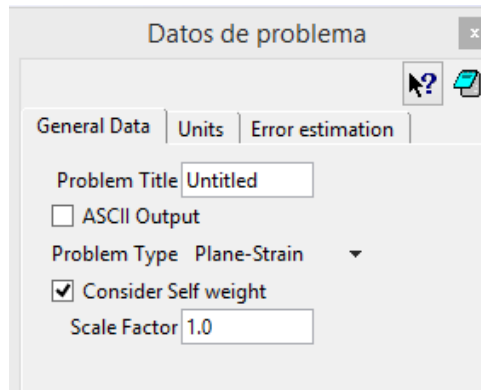 Datos de problema
x
?
General Data Units Error estimation
Problem Title Untitled
ASCII Output
Problem Type Plane-Strain
Consider Self weight
Scale Factor 1.0